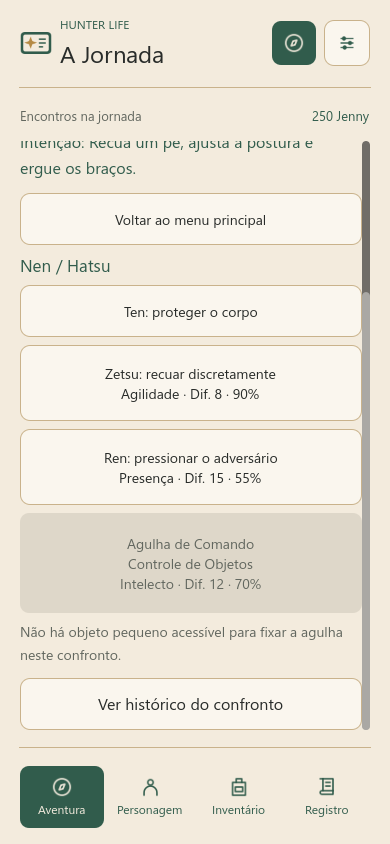 HUNTER LIFE
A Jornada
Encontros na jornada
250 Jenny
Intenção: Recua um pé, ajusta a postura e
ergue os braços.
Voltar ao menu principal
Nen / Hatsu
Ten: proteger o corpo
Zetsu: recuar discretamente
Agilidade · Dif. 8 · 90%
Ren: pressionar o adversário
Presença · Dif. 15 · 55%
Agulha de Comando
Controle de Objetos
Intelecto · Dif. 12 · 70%
Não há objeto pequeno acessível para fixar a agulha
neste confronto.
Ver histórico do confronto
Aventura
Personagem
Inventário
Registro